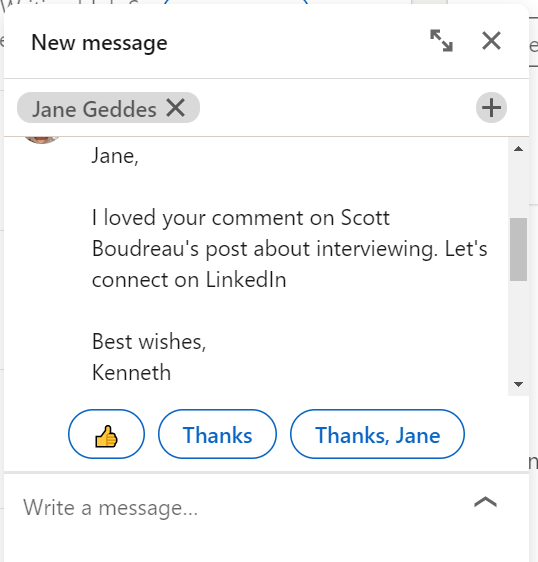 New message
Jane Geddes
Jane,
I loved your comment on Scott
Boudreau's post about interviewing. Let's
connect on LinkedIn
Best wishes,
Kenneth
Thanks
Thanks, Jane
Write a message...